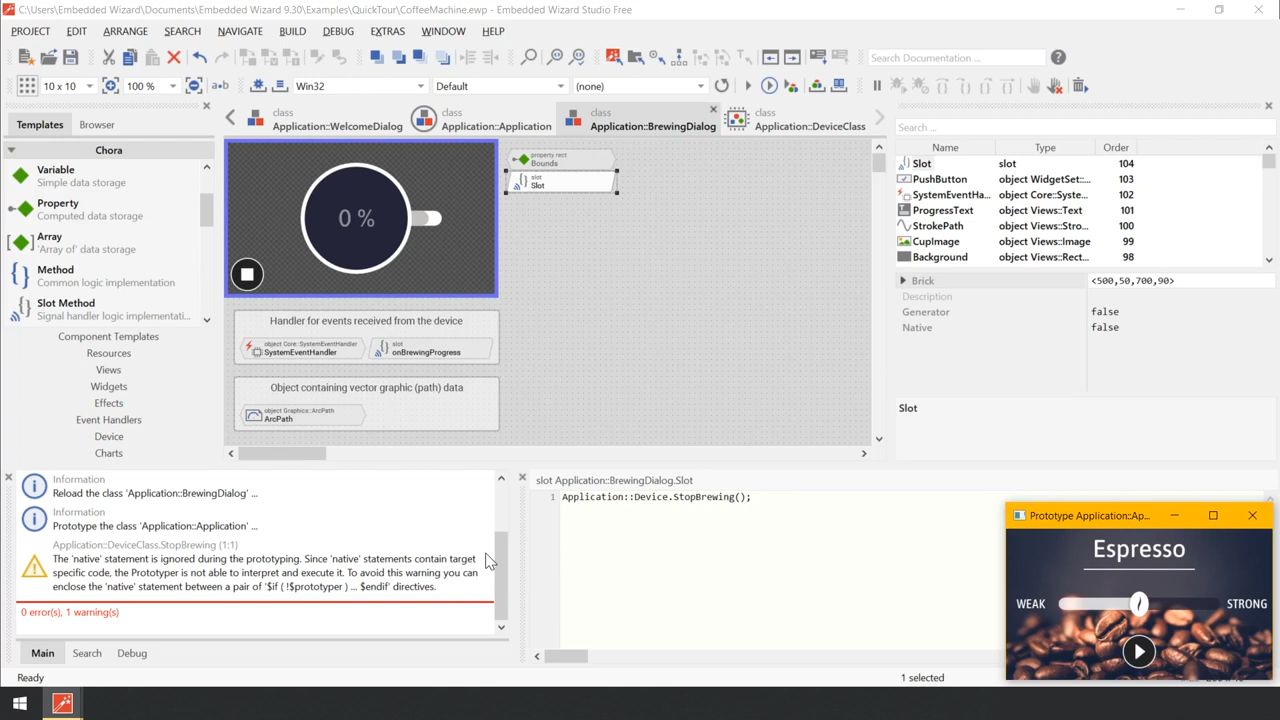 C:\Users\Embedded Wizard\Documents\Embedded Wizard 9.30\Examples\QuickTour\CoffeeMachine.ewp - Embedded Wizard Studio Free
PROJECT EDIT ARRANGE SEARCH NAVIGATE BUILD DEBUG EXTRAS WINDOW HELP
Search Documentation ...
10 x 10 100 % a••b Win32 Default (none)
Templates Browser
class Application::WelcomeDialog
class Application::Application
class Application::BrewingDialog
class Application::DeviceClass
Chora
Variable
Simple data storage
Property
Computed data storage
Array
'Array of' data storage
Method
Common logic implementation
Slot Method
Signal handler logic implementati...
Component Templates
Resources
Views
Widgets
Effects
Event Handlers
Device
Charts
0 %
property rect
Bounds
slot
Slot
Handler for events received from the device
object Core::SystemEventHandler
SystemEventHandler
slot
onBrewingProgress
Object containing vector graphic (path) data
object Graphics::ArcPath
ArcPath
Search ...
Name Type Order
Slot slot 104
PushButton object WidgetSet:... 103
SystemEventHa... object Core::Syste... 102
ProgressText object Views::Text 101
StrokePath object Views::Stro... 100
CupImage object Views::Image 99
Background object Views::Rect... 98
Brick <500,50,700,90>
Description
Generator false
Native false
Slot
Information
Reload the class 'Application::BrewingDialog' ...
Information
Prototype the class 'Application::Application' ...
Application::DeviceClass.StopBrewing (1:1)
The 'native' statement is ignored during the prototyping. Since 'native' statements contain target
specific code, the Prototyper is not able to interpret and execute it. To avoid this warning you can
enclose the 'native' statement between a pair of '$if ( !$prototyper ) ... $endif' directives.
0 error(s), 1 warning(s)
Main Search Debug
slot Application::BrewingDialog.Slot
1 Application::Device.StopBrewing();
Prototype Application::Ap...
Espresso
WEAK STRONG
Ready
1 selected